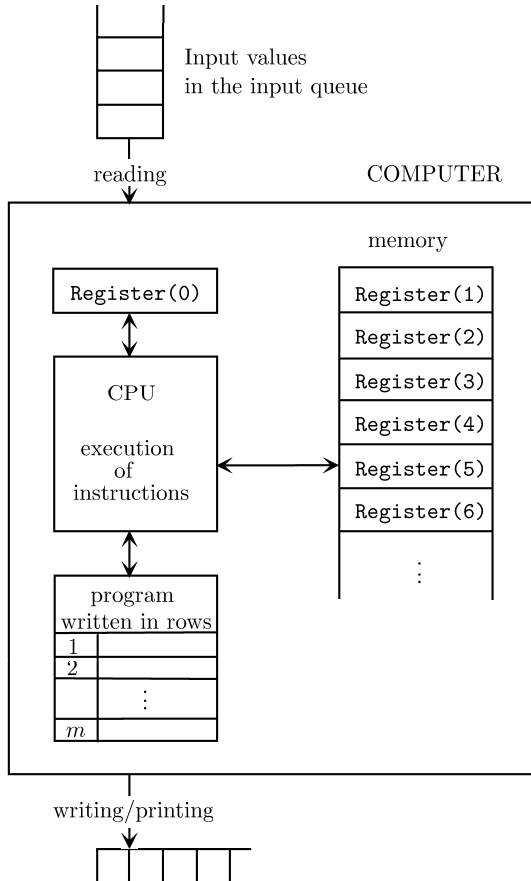 Input values
in the input queue
reading
COMPUTER
memory
Register(0)
Register(1)
Register(2)
Register(3)
Register(4)
Register(5)
Register(6)
⋮
CPU
execution
of
instructions
program
written in rows
1
2
⋮
m
writing/printing